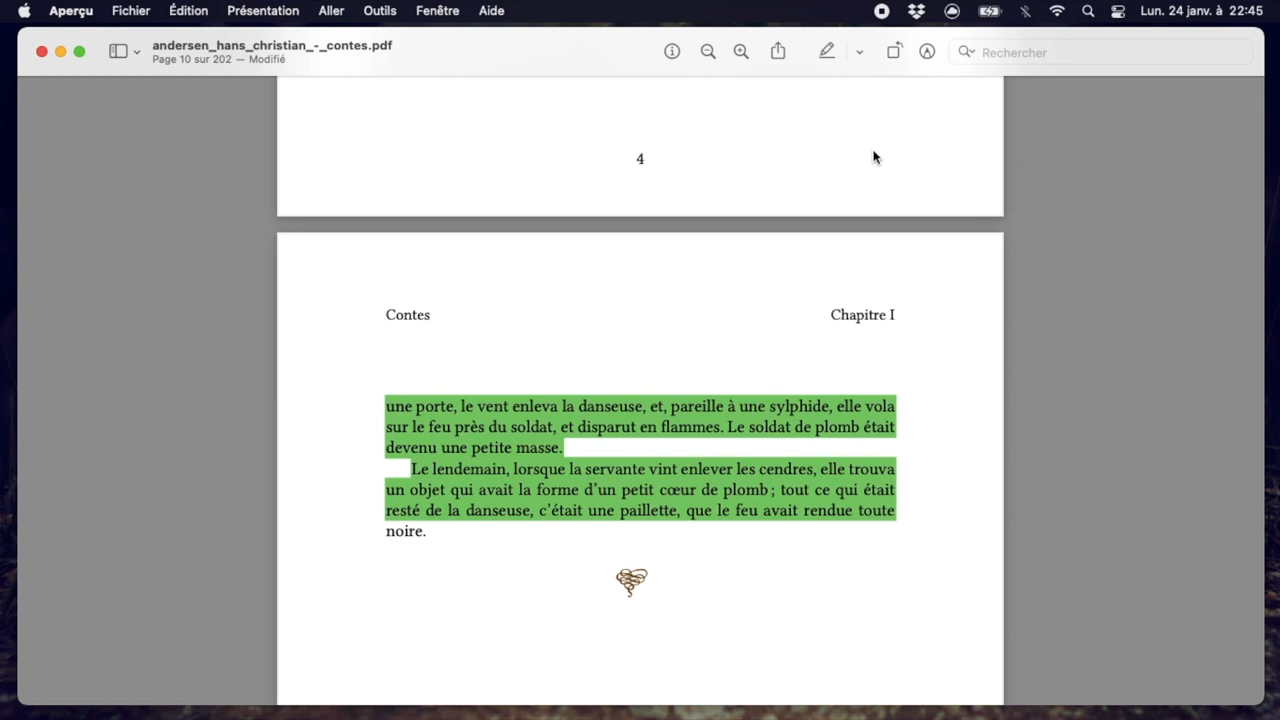 Aperçu Fichier Édition Présentation Aller Outils Fenêtre Aide Lun. 24 janv. à 22:45
andersen_hans_christian_-_contes.pdf
Page 10 sur 202 — Modifié
Rechercher
4
Contes Chapitre I
une porte, le vent enleva la danseuse, et, pareille à une sylphide, elle vola
sur le feu près du soldat, et disparut en flammes. Le soldat de plomb était
devenu une petite masse.
Le lendemain, lorsque la servante vint enlever les cendres, elle trouva
un objet qui avait la forme d’un petit cœur de plomb ; tout ce qui était
resté de la danseuse, c’était une paillette, que le feu avait rendue toute
noire.